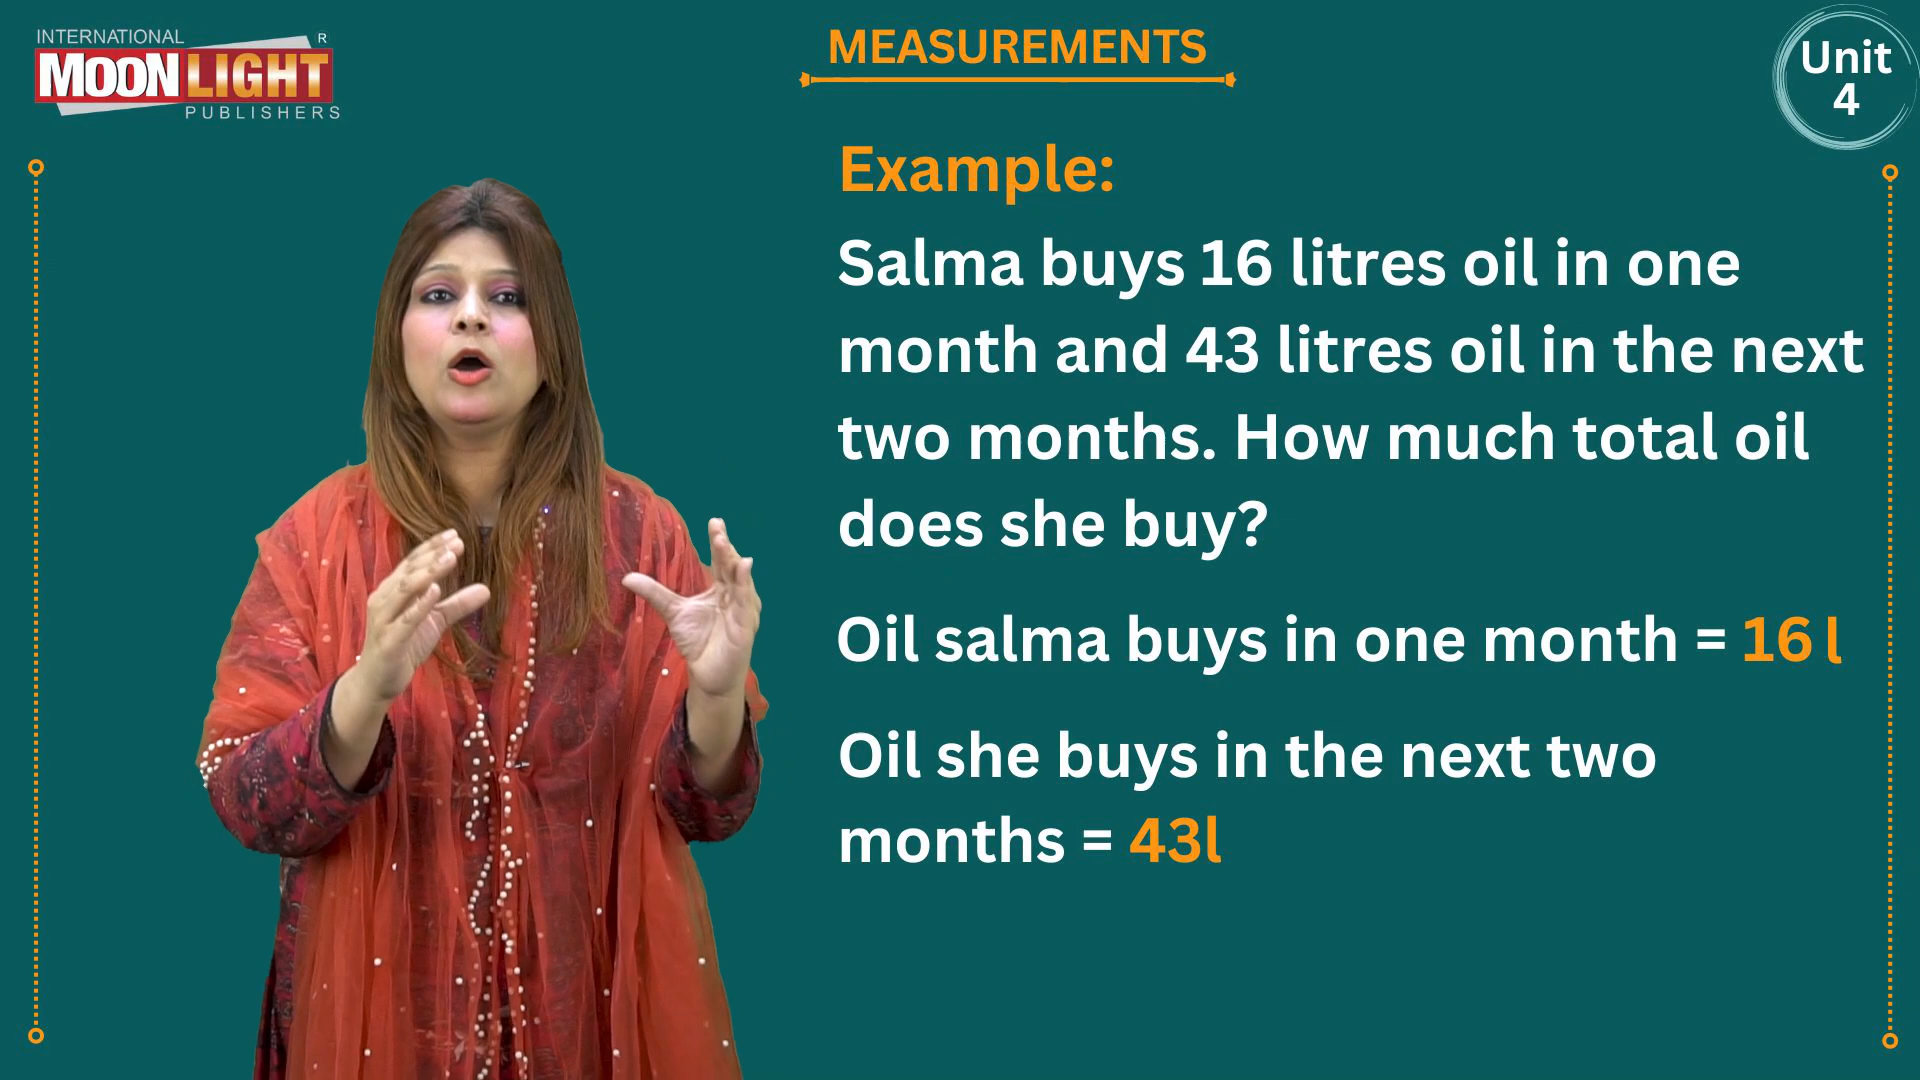 INTERNATIONAL
R
MOON LIGHT
PUBLISHERS
MEASUREMENTS
Unit
4
Example:
Salma buys 16 litres oil in one
month and 43 litres oil in the next
two months. How much total oil
does she buy?
Oil salma buys in one month = 16 l
Oil she buys in the next two
months = 43l